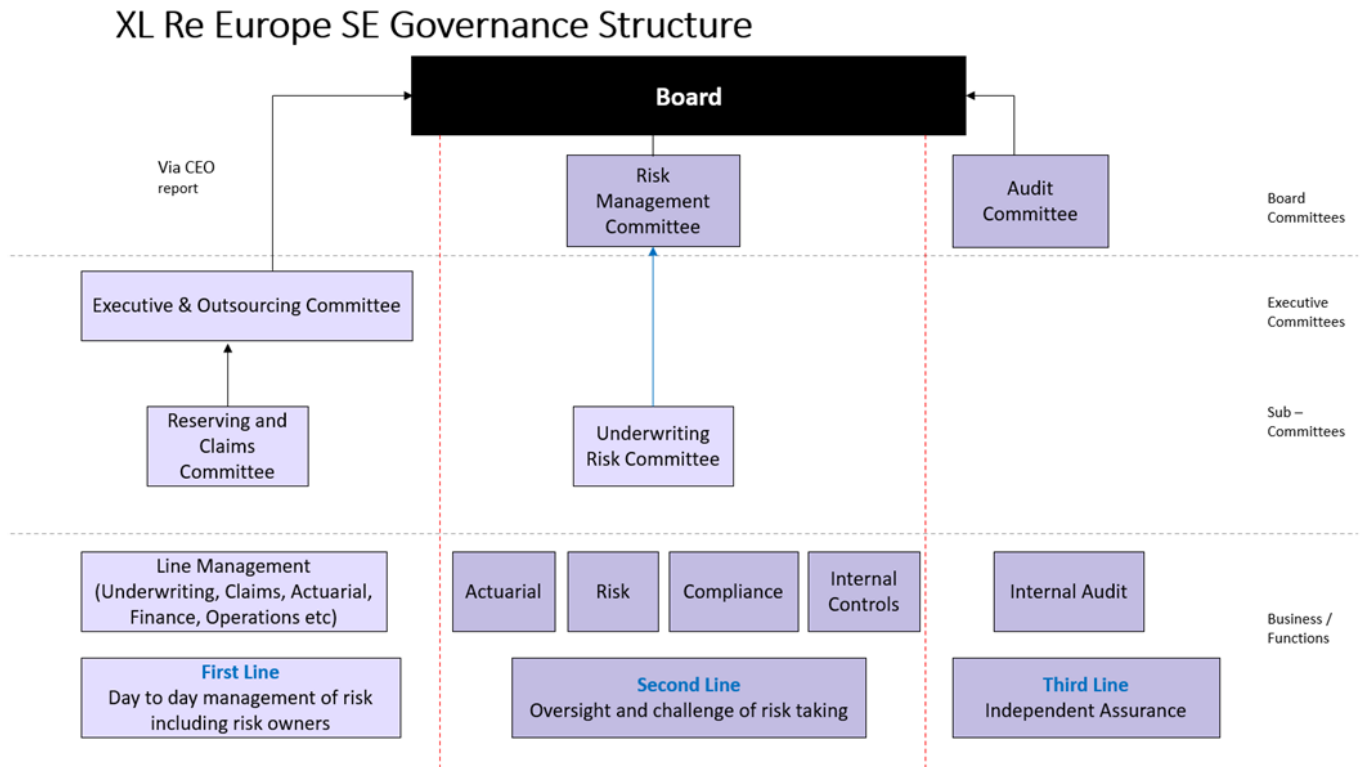 XL Re Europe SE Governance Structure
Board
Via CEO
report
Risk
Management
Committee
Audit
Committee
Board
Committees
Executive & Outsourcing Committee
Executive
Committees
Reserving and
Claims
Committee
Underwriting
Risk Committee
Sub –
Committees
Line Management
(Underwriting, Claims, Actuarial,
Finance, Operations etc)
Actuarial
Risk
Compliance
Internal
Controls
Internal Audit
Business /
Functions
First Line
Day to day management of risk
including risk owners
Second Line
Oversight and challenge of risk taking
Third Line
Independent Assurance